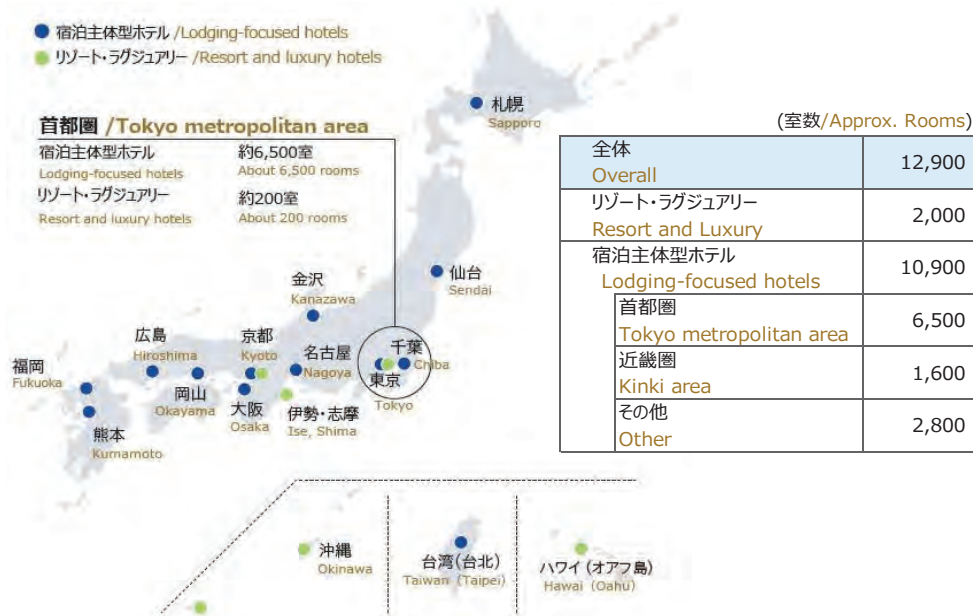 宿泊主体型ホテル /Lodging-focused hotels
リゾート・ラグジュアリー /Resort and luxury hotels
首都圏 /Tokyo metropolitan area
宿泊主体型ホテル 約6,500室
Lodging-focused hotels About 6,500 rooms
リゾート・ラグジュアリー 約200室
Resort and luxury hotels About 200 rooms
札幌
Sapporo
仙台
Sendai
金沢
Kanazawa
広島
Hiroshima
京都
Kyoto
名古屋
Nagoya
千葉
Chiba
東京
Tokyo
福岡
Fukuoka
岡山
Okayama
大阪
Osaka
伊勢・志摩
Ise, Shima
熊本
Kumamoto
沖縄
Okinawa
台湾(台北)
Taiwan (Taipei)
ハワイ (オアフ島)
Hawai (Oahu)
(室数/Approx. Rooms)
全体 12,900
Overall
リゾート・ラグジュアリー 2,000
Resort and Luxury
宿泊主体型ホテル 10,900
Lodging-focused hotels
首都圏 6,500
Tokyo metropolitan area
近畿圏 1,600
Kinki area
その他 2,800
Other